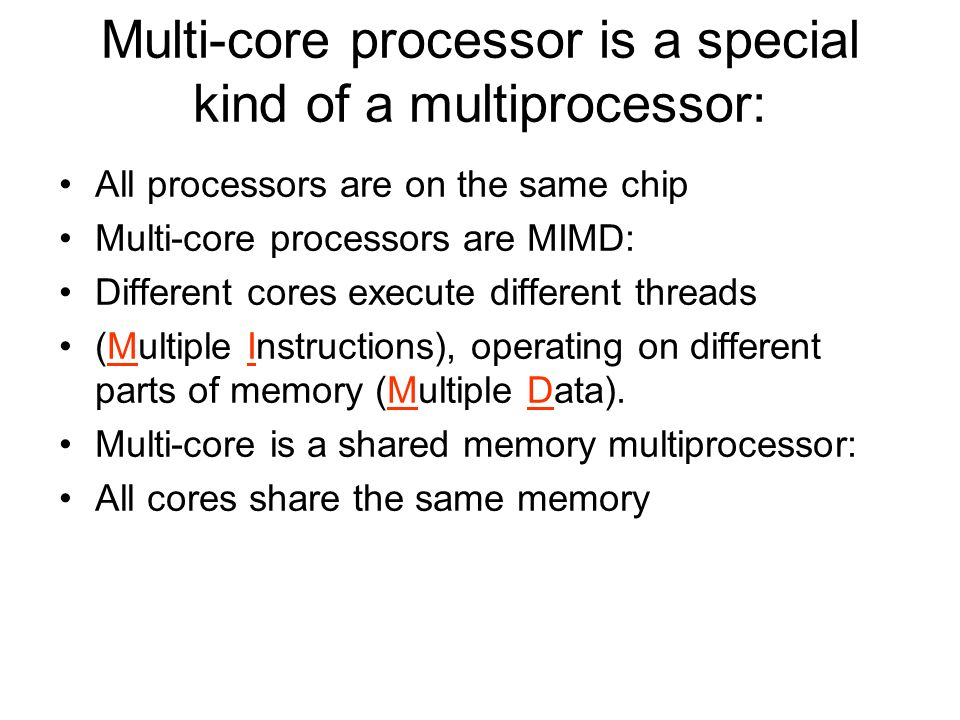 Multi-core processor is a special
kind of a multiprocessor:
• All processors are on the same chip
• Multi-core processors are MIMD:
• Different cores execute different threads
• (Multiple Instructions), operating on different
parts of memory (Multiple Data).
• Multi-core is a shared memory multiprocessor:
• All cores share the same memory